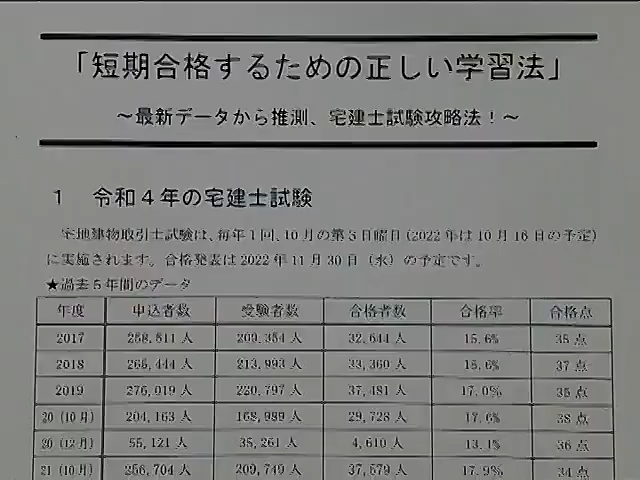 「短期合格するための正しい学習法」
～最新データから推測、宅建士試験攻略法！～
1 令和4年の宅建士試験
宅地建物取引士試験は、毎年1回、10月の第3日曜日(2022年は10月16日の予定)
に実施されます。合格発表は2022年11月30日（水）の予定です。
★過去5年間のデータ
年度 申込者数 受験者数 合格者数 合格率 合格点
2017 258,511人 209,354人 32,644人 15.6% 35点
2018 265,444人 213,993人 33,360人 15.6% 37点
2019 276,019人 220,797人 37,481人 17.0% 35点
20（10月） 204,163人 168,989人 29,728人 17.6% 38点
20（12月） 55,121人 35,261人 4,610人 13.1% 36点
21（10月） 256,704人 209,749人 37,579人 17.9% 34点